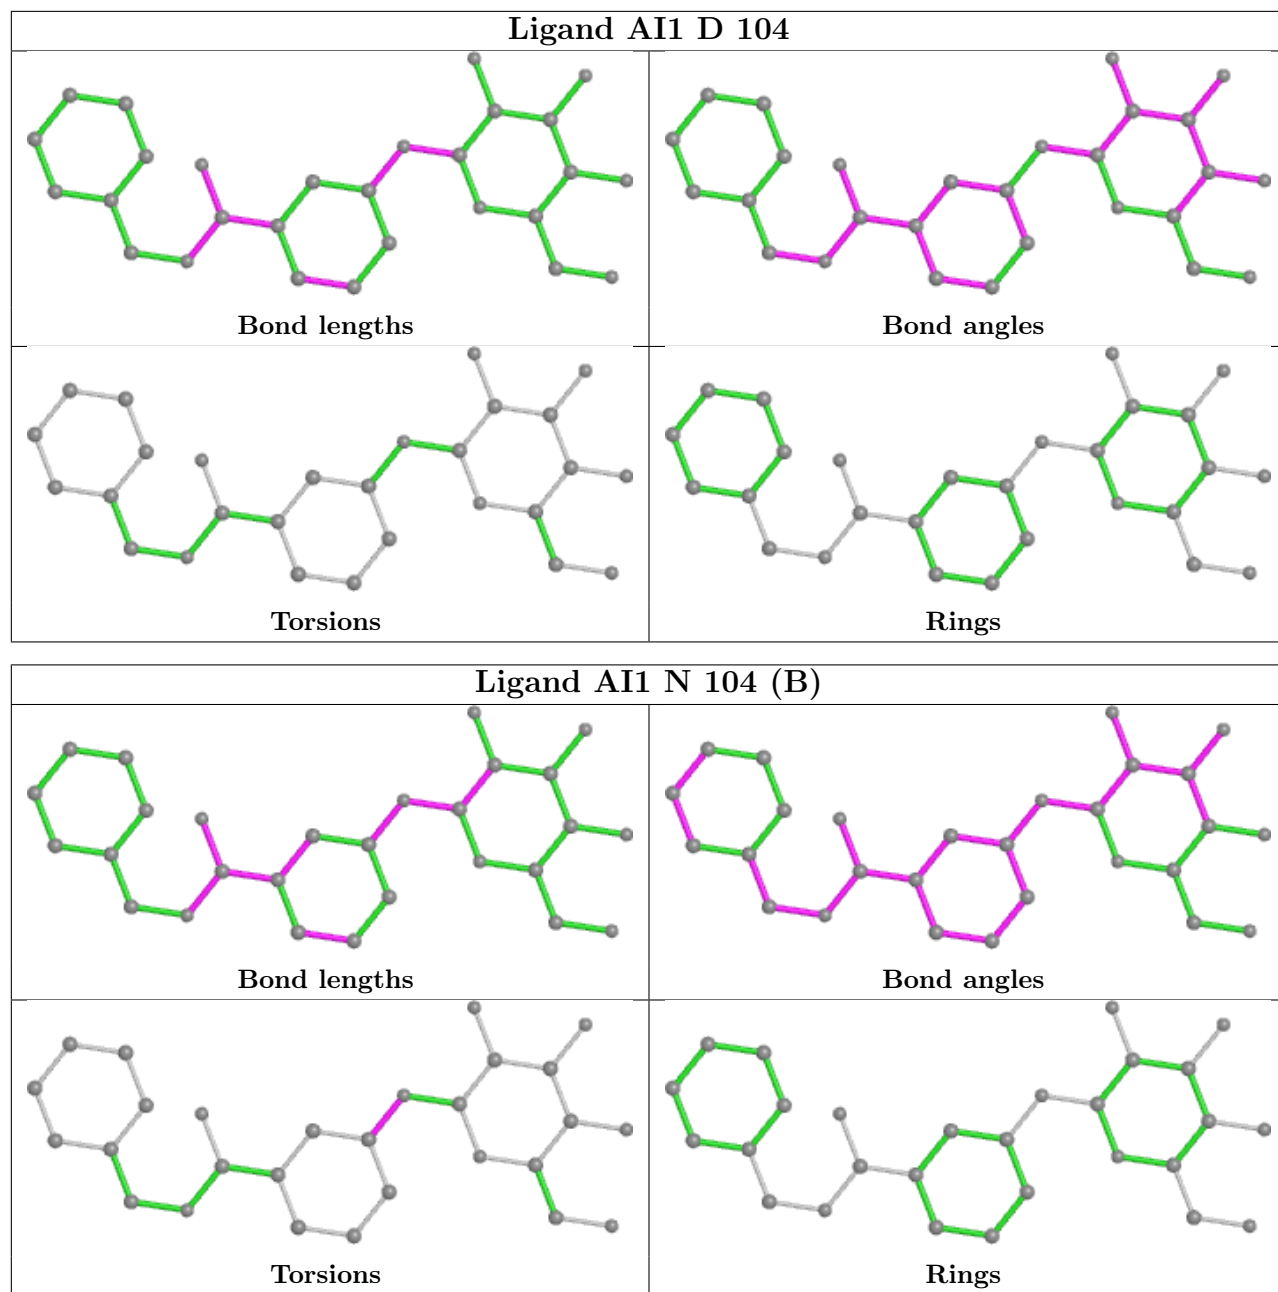 Ligand AI1 D 104
Bond lengths
Bond angles
Torsions
Rings
Ligand AI1 N 104 (B)
Bond lengths
Bond angles
Torsions
Rings